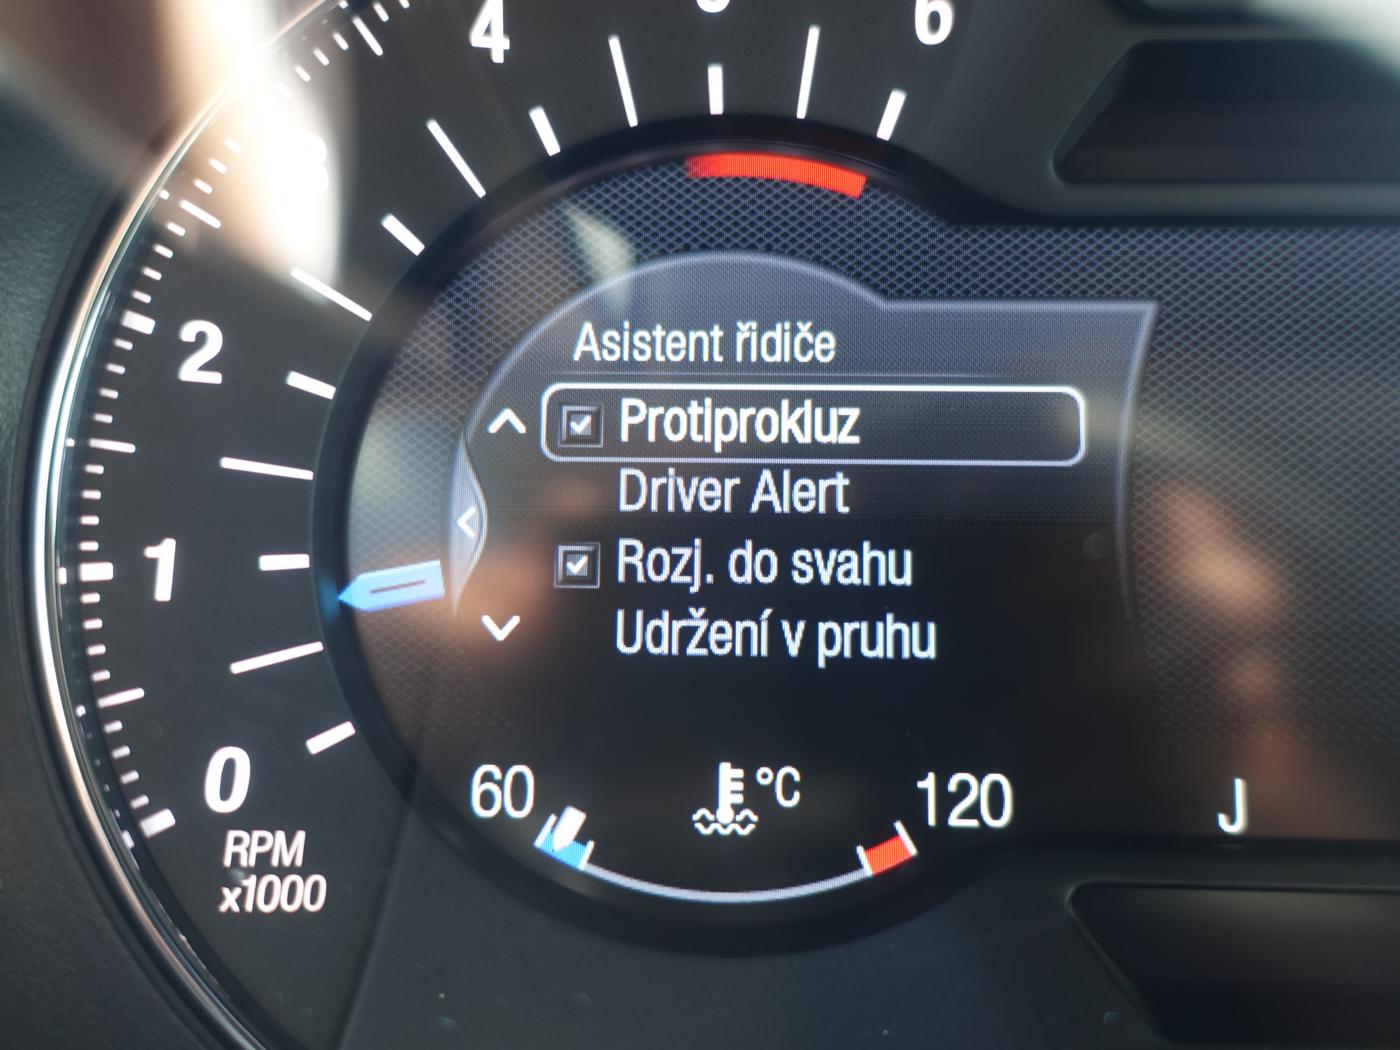 4
6
2
1
0
RPM
x1000
Asistent řidiče
Protiprokluz
Driver Alert
Rozj. do svahu
Udržení v pruhu
60
°C
120
J